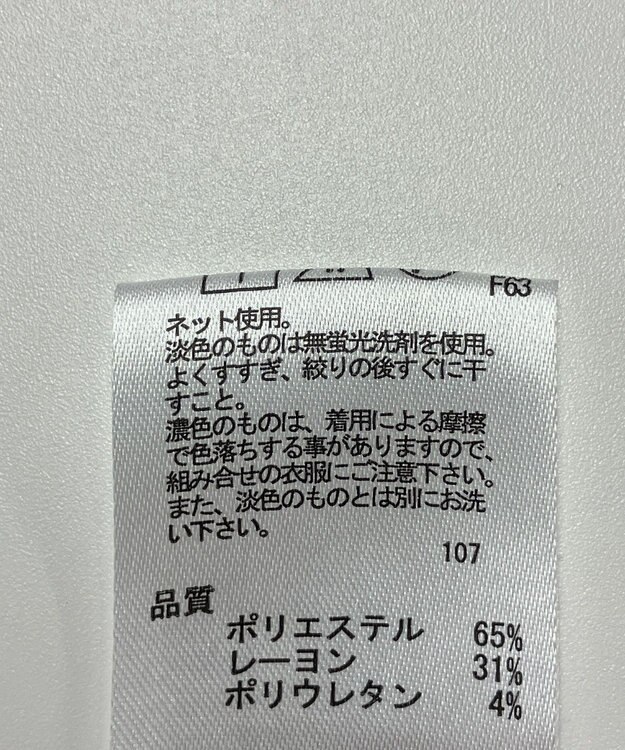 F63
ネット使用。
淡色のものは無蛍光洗剤を使用。
よくすすぎ、絞りの後すぐに干
すこと。
濃色のものは、着用による摩擦
で色落ちする事がありますので、
組み合せの衣服にご注意下さい。
また、淡色のものとは別にお洗
い下さい。
107
品質
ポリエステル 65%
レーヨン 31%
ポリウレタン 4%